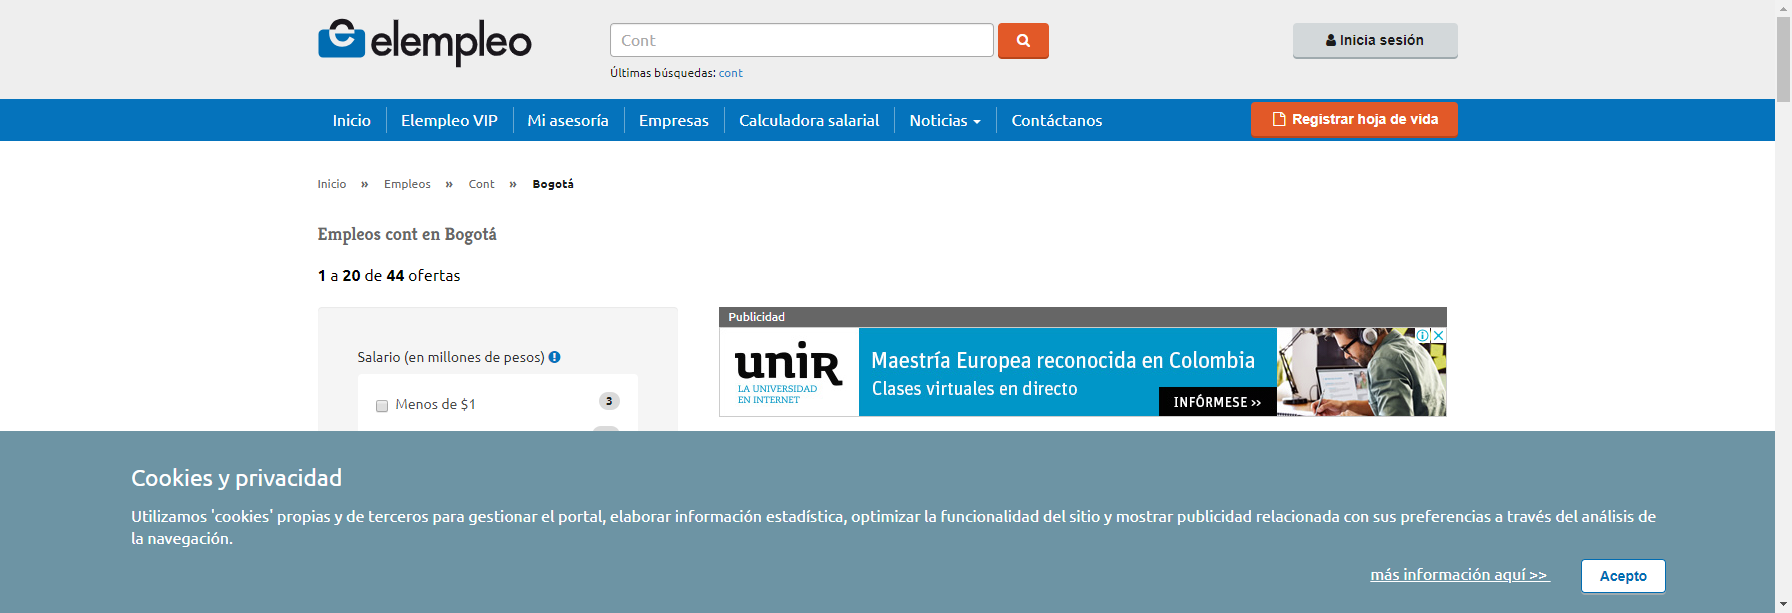 elempleo
Cont
Inicia sesión
Últimas búsquedas: cont
Inicio
Elempleo VIP
Mi asesoría
Empresas
Calculadora salarial
Noticias
Contáctanos
Registrar hoja de vida
Inicio » Empleos » Cont » Bogotá
Empleos cont en Bogotá
1 a 20 de 44 ofertas
Salario (en millones de pesos)
Menos de $1
3
Publicidad
unir
LA UNIVERSIDAD
EN INTERNET
Maestría Europea reconocida en Colombia
Clases virtuales en directo
INFÓRMESE >>
Cookies y privacidad
Utilizamos 'cookies' propias y de terceros para gestionar el portal, elaborar información estadística, optimizar la funcionalidad del sitio y mostrar publicidad relacionada con sus preferencias a través del análisis de
la navegación.
más información aquí >>
Acepto